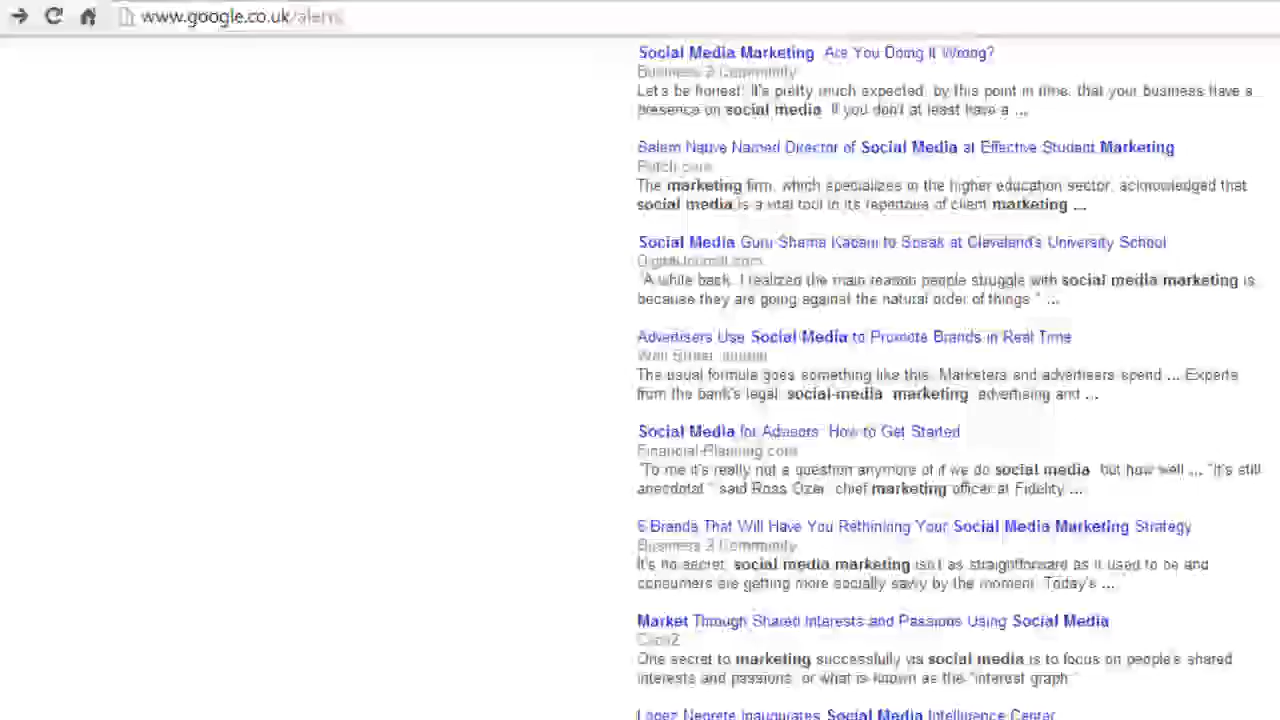 www.google.co.uk/alerts
Social Media Marketing Are You Doing It Wrong?
Business 2 Community
Let's be honest. It's pretty much expected, by this point in time, that your business have a
presence on social media. If you don't at least have a ...
Named Director of Social Media at Effective Student Marketing
Patch.com
The marketing firm, which specializes in the higher education sector, acknowledged that
social media is a vital tool in its repertoire of client marketing ...
Social Media Guru Shama Kabani to Speak at Cleveland's University School
DigitalJournal.com
"A while back, I realized the main reason people struggle with social media marketing is
because they are going against the natural order of things." ...
Advertisers Use Social Media to Promote Brands in Real Time
Wall Street Journal
The usual formula goes something like this: Marketers and advertisers spend ... Experts
from the bank's legal, social-media, marketing, advertising and ...
Social Media for Advisors: How to Get Started
Financial-Planning.com
"To me it's really not a question anymore of if we do social media, but how well ... "It's still
anecdotal," said Ross Ozer, chief marketing officer at Fidelity ...
Brands That Will Have You Rethinking Your Social Media Marketing Strategy
Business 2 Community
It's no secret, social media marketing isn't as straightforward as it used to be and
consumers are getting more socially savvy by the moment. Today's ...
Market Through Shared Interests and Passions Using Social Media
ClickZ
One secret to marketing successfully via social media is to focus on people's shared
interests and passions, or what is known as the "interest graph
Lopez Negrete Inaugurates Social Media Intelligence Center